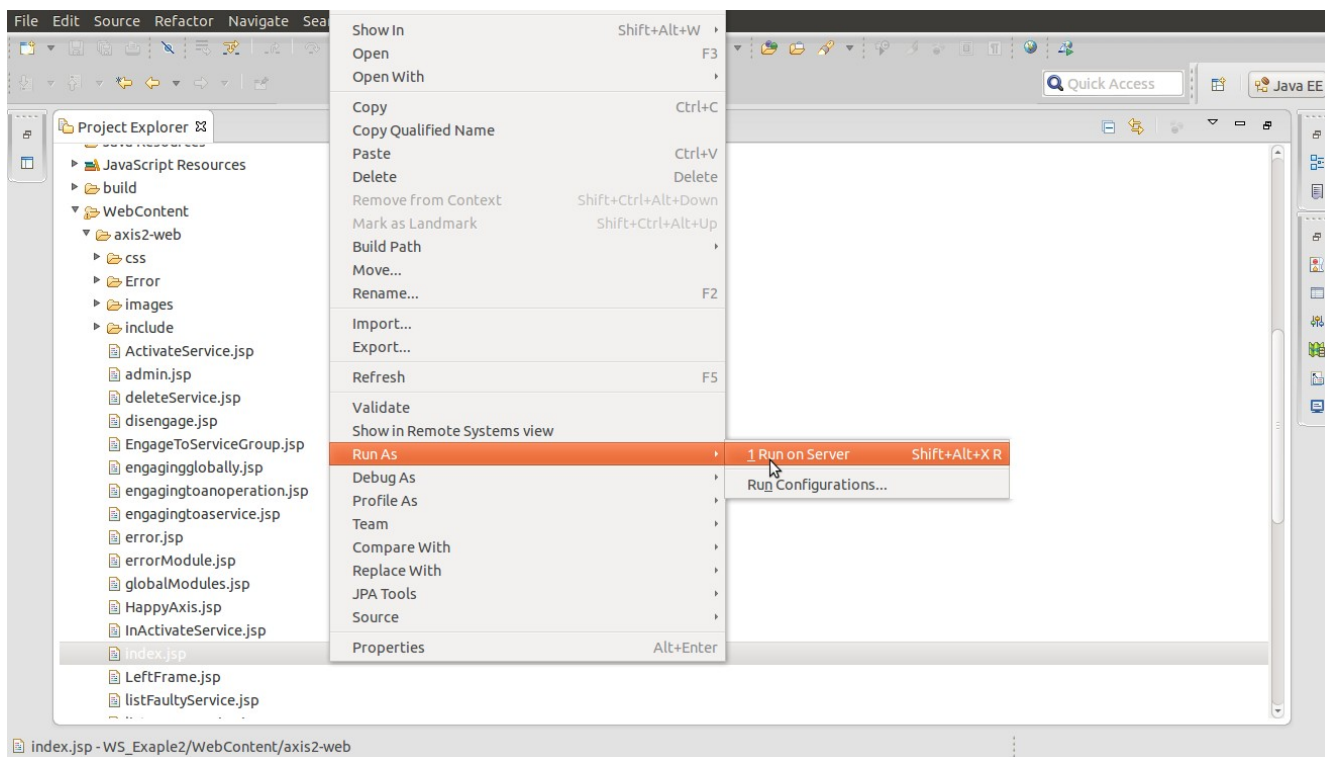 File Edit Source Refactor Navigate Sea
Quick Access
Java EE
Project Explorer
JavaScript Resources
build
WebContent
axis2-web
css
Error
images
include
ActivateService.jsp
admin.jsp
deleteService.jsp
disengage.jsp
EngageToServiceGroup.jsp
engagingglobally.jsp
engagingtoanoperation.jsp
engagingtoaservice.jsp
error.jsp
errorModule.jsp
globalModules.jsp
HappyAxis.jsp
InActivateService.jsp
index.jsp
LeftFrame.jsp
listFaultyService.jsp
Show In Shift+Alt+W
Open F3
Open With
Copy Ctrl+C
Copy Qualified Name
Paste Ctrl+V
Delete Delete
Remove from Context Shift+Ctrl+Alt+Down
Mark as Landmark Shift+Ctrl+Alt+Up
Build Path
Move...
Rename... F2
Import...
Export...
Refresh F5
Validate
Show in Remote Systems view
Run As
Debug As
Profile As
Team
Compare With
Replace With
JPA Tools
Source
Properties Alt+Enter
1 Run on Server Shift+Alt+X R
Run Configurations...
index.jsp - WS_Exaple2/WebContent/axis2-web